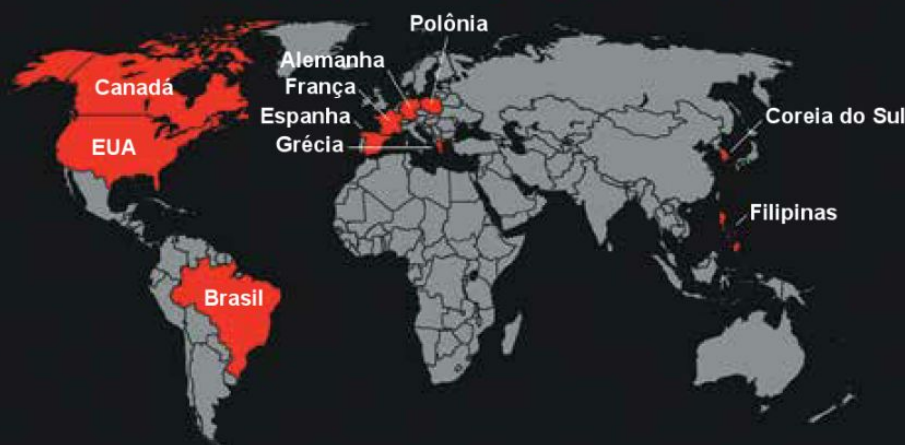 Polônia
Alemanha
Canadá
França
Espanha
Coreia do Sul
EUA
Grécia
Filipinas
Brasil